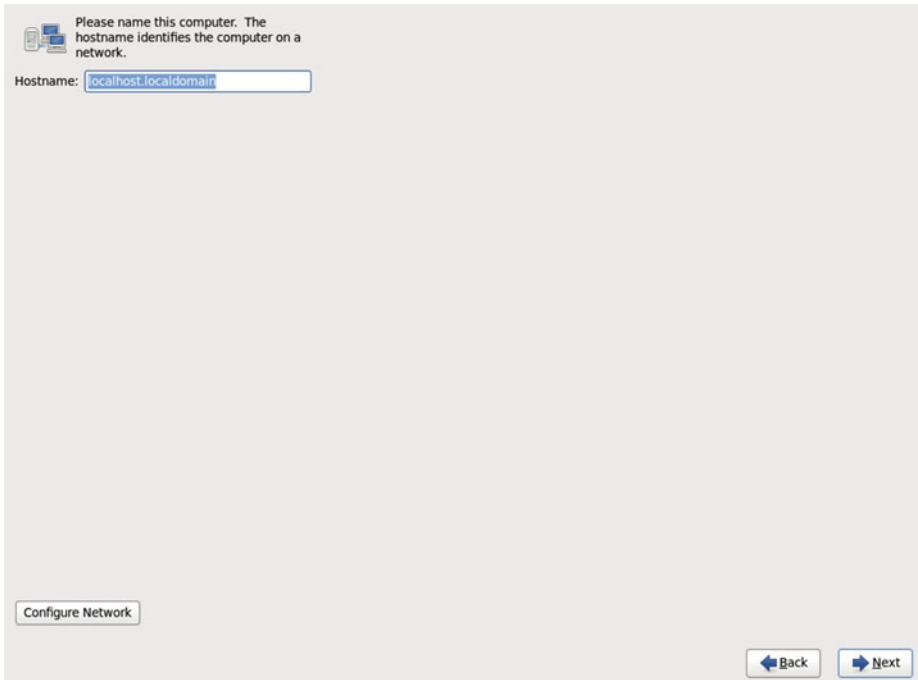 Please name this computer.  The
hostname identifies the computer on a
network.
Hostname: localhost.localdomain
Configure Network
Back Next